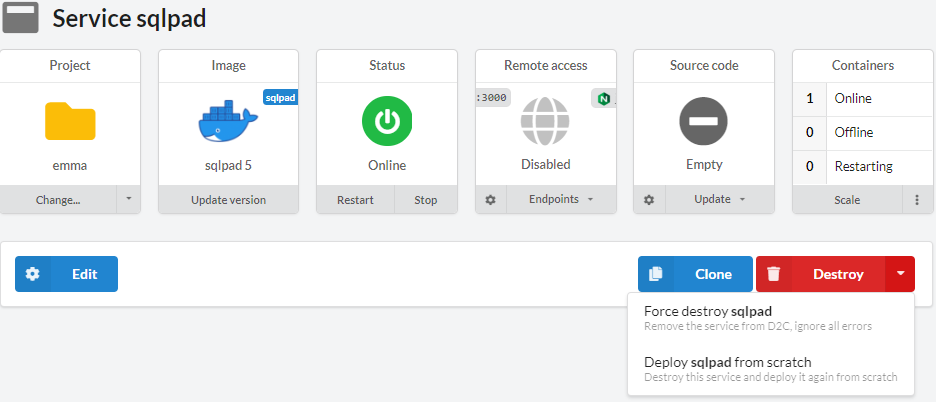 Service sqlpad
Project
emma
Change...
Image
sqlpad
sqlpad 5
Update version
Status
Online
Restart
Stop
Remote access
:3000
Disabled
Endpoints
Source code
Empty
Update
Containers
1 Online
0 Offline
0 Restarting
Scale
Edit
Clone
Destroy
Force destroy sqlpad
Remove the service from D2C, ignore all errors
Deploy sqlpad from scratch
Destroy this service and deploy it again from scratch